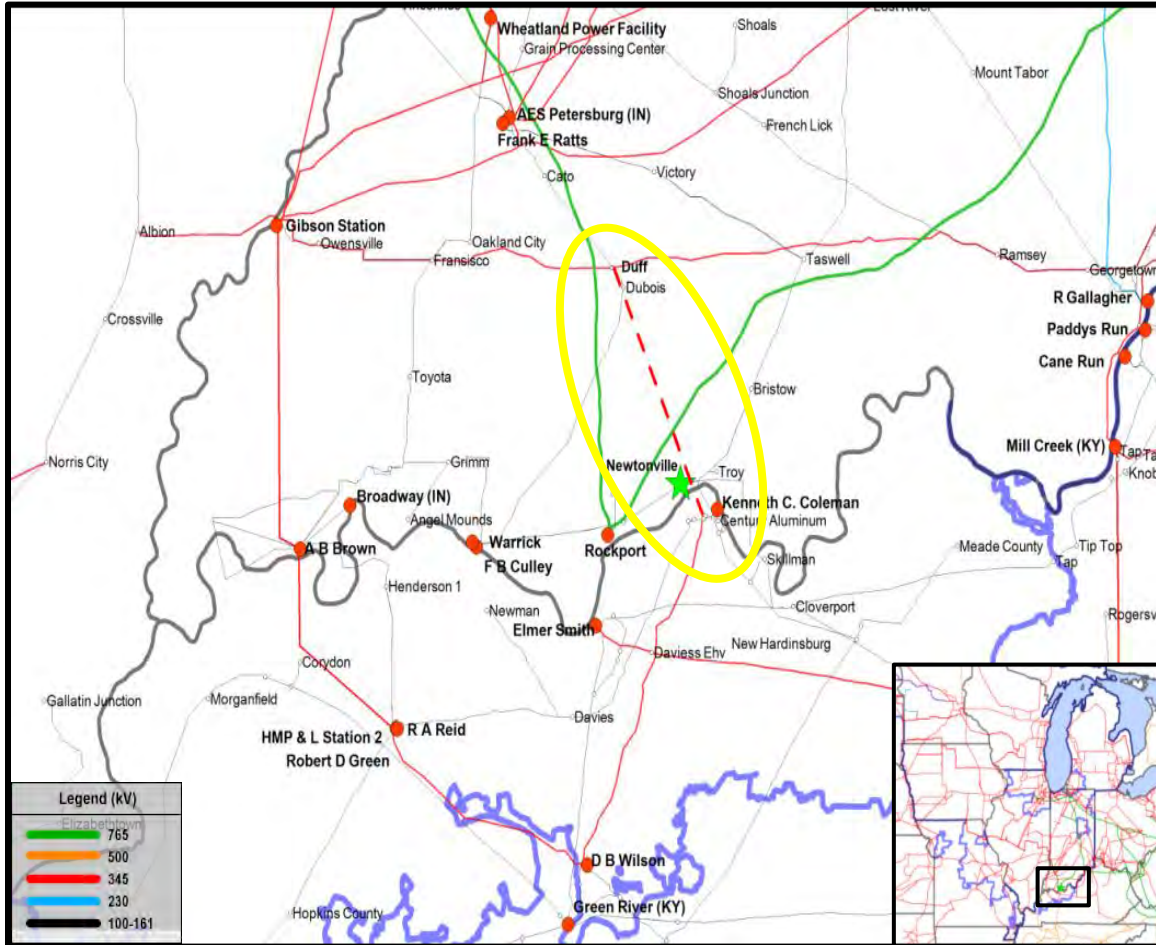 Wheatland Power Facility
Grain Processing Center
Shoals
Lost River
Mount Tabor
Shoals Junction
French Lick
AES Petersburg (IN)
Frank E Ratts
Victory
Cato
Albion
Gibson Station
Owensville
Oakland City
Fransisco
Duff
Dubois
Taswell
Ramsey
Georgetown
R Gallagher
Paddys Run
Cane Run
Crossville
Toyota
Bristow
Mill Creek (KY)
Tap
Norris City
Grimm
Newtonville
Troy
Broadway (IN)
Angel Mounds
Kenneth C. Coleman
Century Aluminum
A B Brown
Warrick
F B Culley
Rockport
Skillman
Meade County
Tip Top
Tap
Henderson 1
Newman
Elmer Smith
Cloverport
New Hardinsburg
Daviess Ehv
Corydon
Gallatin Junction
Morganfield
Davies
R A Reid
HMP & L Station 2
Robert D Green
Legend (kV)
Elizabethtown
765
500
345
230
100-161
D B Wilson
Hopkins County
Green River (KY)